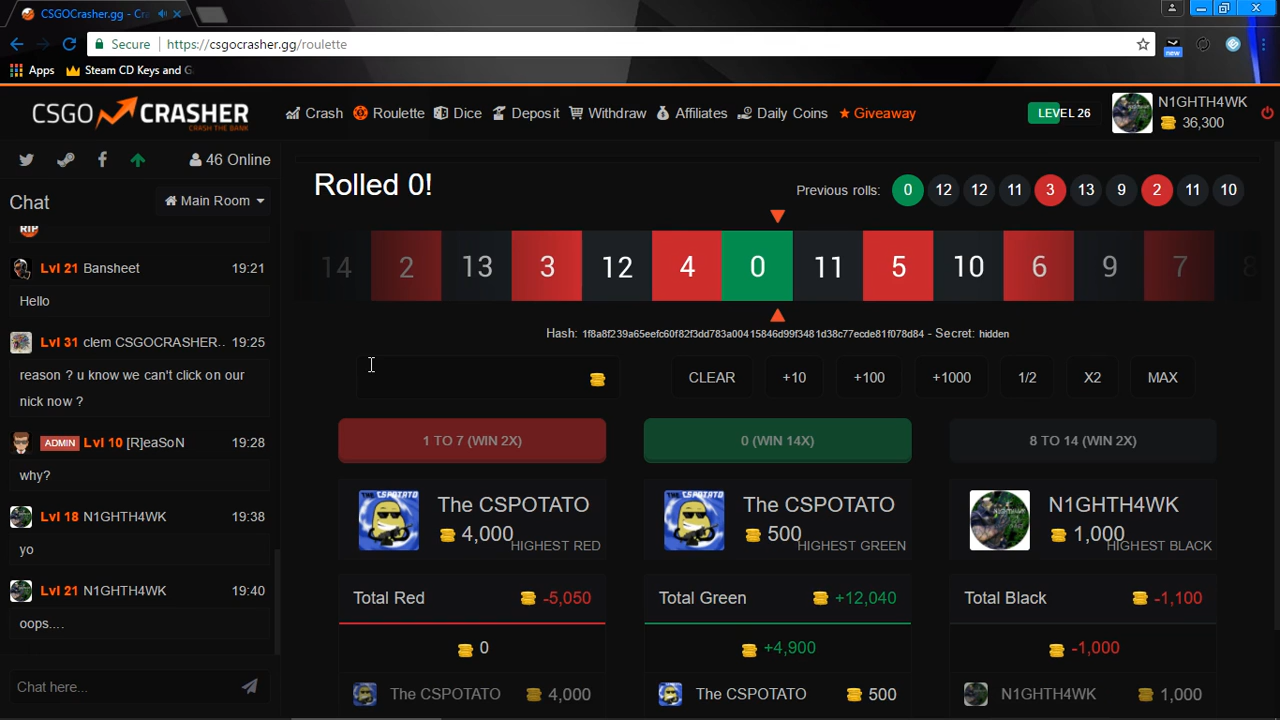 CSGOCrasher.gg - Cr
Secure
https://csgocrasher.gg/roulette
new
Apps
Steam CD Keys and G
CSGO CRASHER
CRASH THE BANK
Crash
Roulette
Dice
Deposit
Withdraw
Affiliates
Daily Coins
Giveaway
LEVEL 26
N1GHTH4WK
36,300
46 Online
Chat
Main Room
RIP
Lvl 21 Bansheet 19:21
Hello
Lvl 31 clem CSGOCRASHER.. 19:25
reason ? u know we can't click on our
nick now ?
ADMIN Lvl 10 [R]eaSoN 19:28
why?
Lvl 18 N1GHTH4WK 19:38
yo
Lvl 21 N1GHTH4WK 19:40
oops....
Chat here...
Rolled 0!
Previous rolls: 0 12 12 11 3 13 9 2 11 10
14 2 13 3 12 4 0 11 5 10 6 9 7 8
Hash: 1f8a8f239a65eefc60f82f3dd783a00415846d99f3481d38c77ecde81f078d84 - Secret: hidden
CLEAR +10 +100 +1000 1/2 X2 MAX
1 TO 7 (WIN 2X)
0 (WIN 14X)
8 TO 14 (WIN 2X)
The CSPOTATO
4,000
HIGHEST RED
The CSPOTATO
500
HIGHEST GREEN
N1GHTH4WK
1,000
HIGHEST BLACK
Total Red -5,050
Total Green +12,040
Total Black -1,100
0
+4,900
-1,000
The CSPOTATO 4,000
The CSPOTATO 500
N1GHTH4WK 1,000